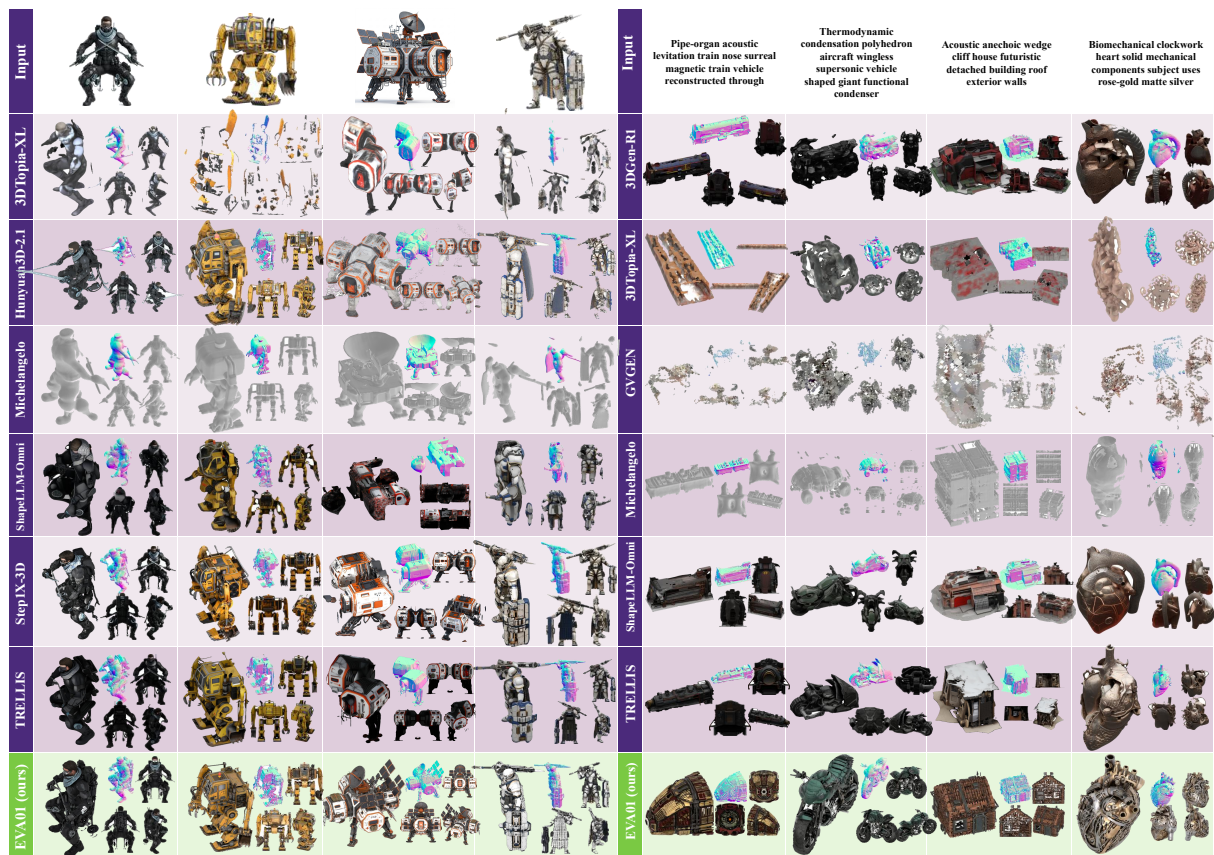 Input
3DTopia-XL
Hunyuan3D-2.1
Michelangelo
ShapeLLM-Omni
Step1X-3D
TRELLIS
EVA01 (ours)
Input
Pipe-organ acoustic
levitation train nose surreal
magnetic train vehicle
reconstructed through
Thermodynamic
condensation polyhedron
aircraft wingless
supersonic vehicle
shaped giant functional
condenser
Acoustic anechoic wedge
cliff house futuristic
detached building roof
exterior walls
Biomechanical clockwork
heart solid mechanical
components subject uses
rose-gold matte silver
3DGen-R1
3DTopia-XL
GVGEN
Michelangelo
ShapeLLM-Omni
TRELLIS
EVA01 (ours)